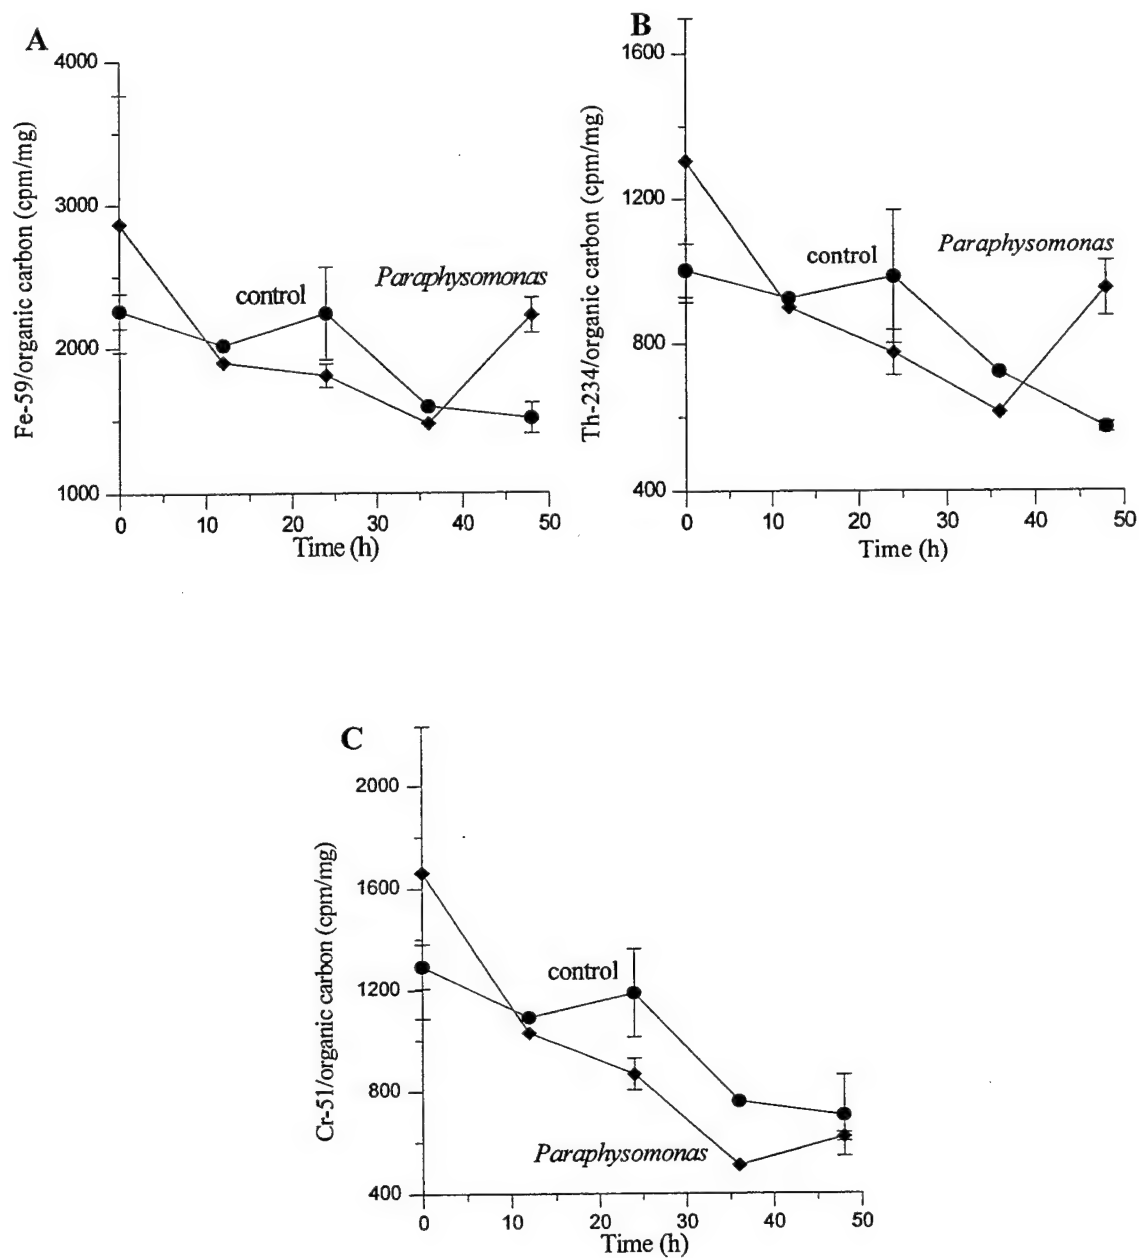 A
4000
3000
2000
1000
Fe-59/organic carbon (cpm/mg)
control
Paraphysomonas
0 10 20 30 40 50
Time (h)
B
1600
1200
800
400
Th-234/organic carbon (cpm/mg)
control
Paraphysomonas
0 10 20 30 40 50
Time (h)
C
2000
1600
1200
800
400
Cr-51/organic carbon (cpm/mg)
control
Paraphysomonas
0 10 20 30 40 50
Time (h)